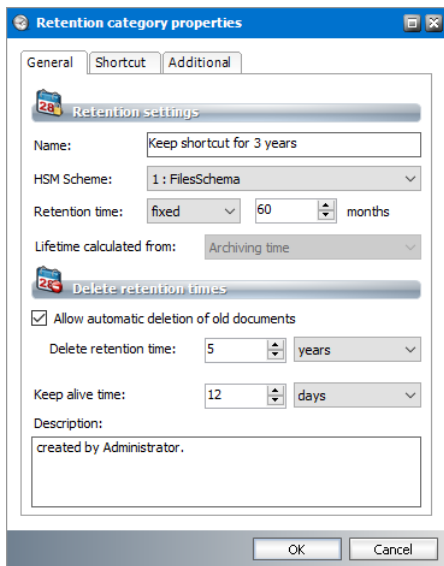 Retention category properties
General Shortcut Additional
28
Retention settings
Name: Keep shortcut for 3 years
HSM Scheme: 1 : FilesSchema
Retention time: fixed 60 months
Lifetime calculated from: Archiving time
28
Delete retention times
Allow automatic deletion of old documents
Delete retention time: 5 years
Keep alive time: 12 days
Description:
created by Administrator.
OK Cancel